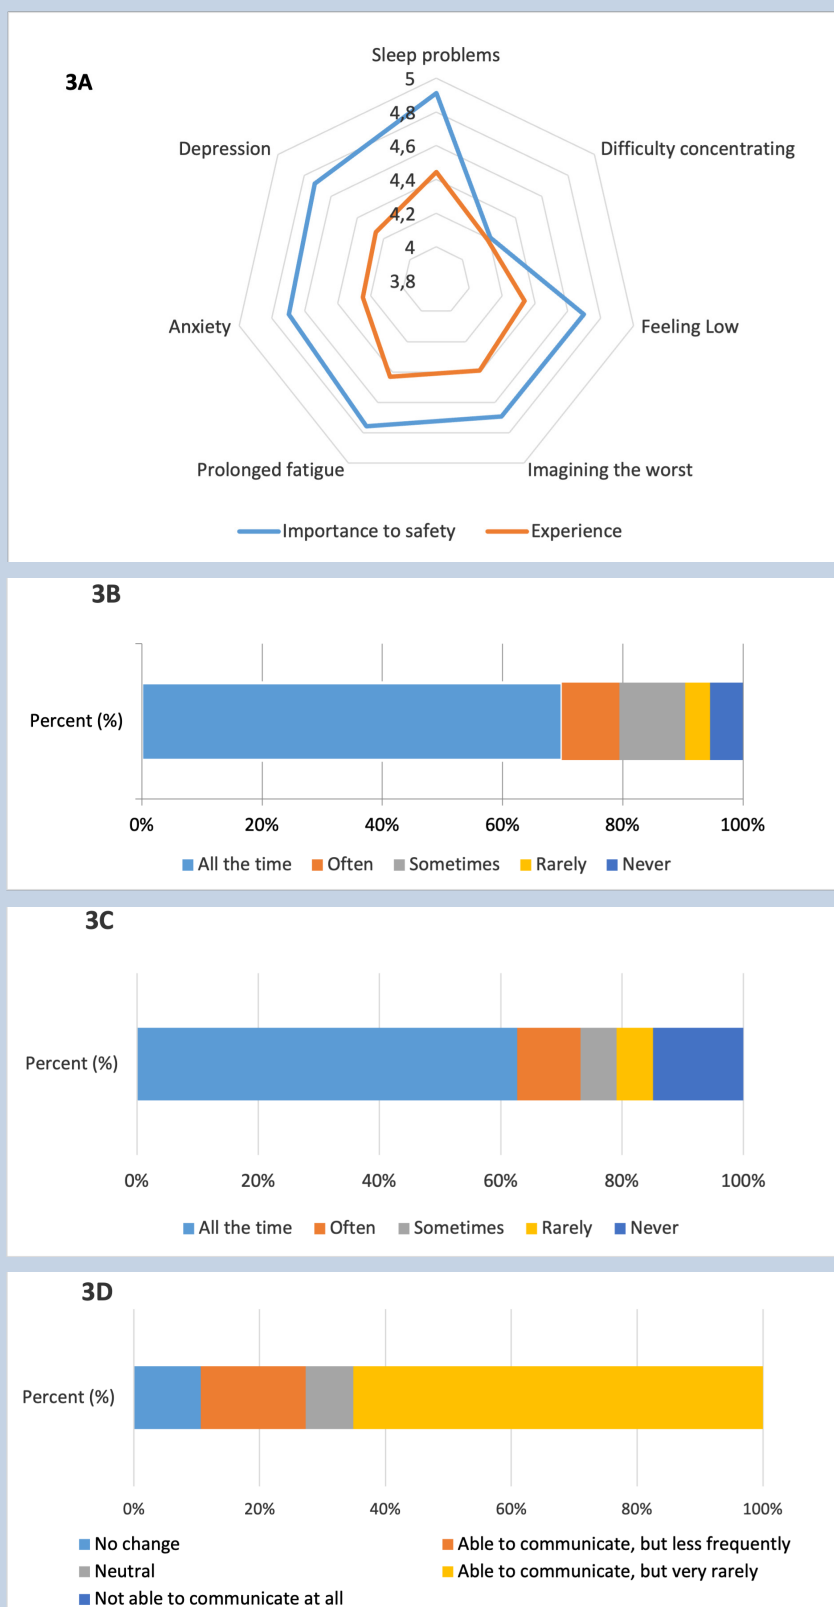 3A
Sleep problems
5
4,8
4,6
4,4
4,2
4
3,8
Depression
Difficulty concentrating
Anxiety
Feeling Low
Prolonged fatigue
Imagining the worst
Importance to safety Experience
3B
Percent (%)
0% 20% 40% 60% 80% 100%
All the time Often Sometimes Rarely Never
3C
Percent (%)
0% 20% 40% 60% 80% 100%
All the time Often Sometimes Rarely Never
3D
Percent (%)
0% 20% 40% 60% 80% 100%
No change Able to communicate, but less frequently
Neutral Able to communicate, but very rarely
Not able to communicate at all